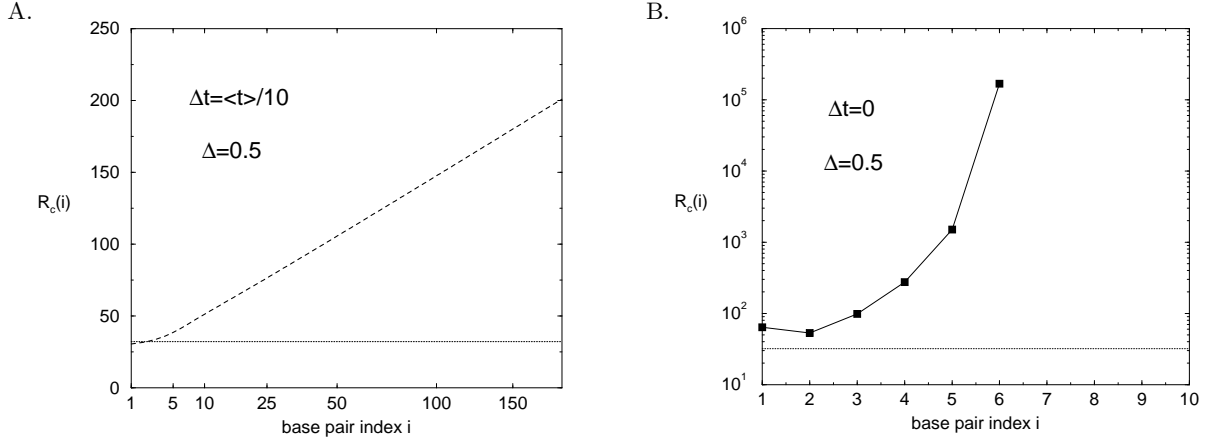 A.
250
200
150
100
50
0
R_c(i)
Δt=<t>/10
Δ=0.5
1 5 10 25 50 100 150
base pair index i
B.
10^6
10^5
10^4
10^3
10^2
10^1
R_c(i)
Δt=0
Δ=0.5
1 2 3 4 5 6 7 8 9 10
base pair index i